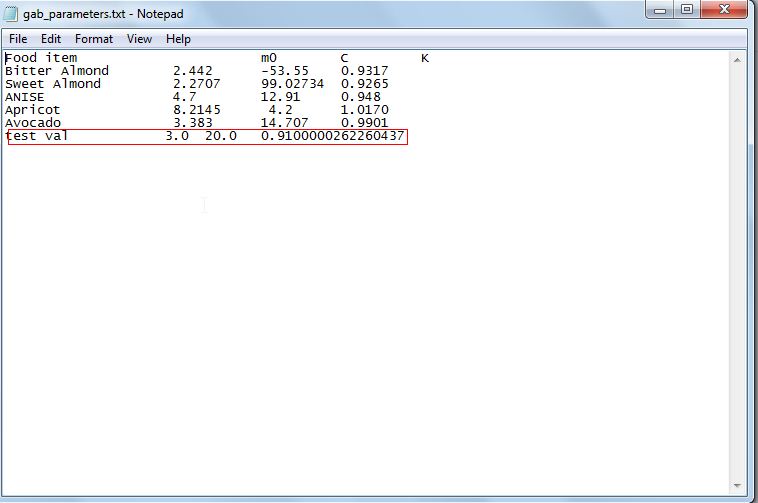 gab_parameters.txt - Notepad
File Edit Format View Help
Food item m0 C K
Bitter Almond 2.442 -53.55 0.9317
Sweet Almond 2.2707 99.02734 0.9265
ANISE 4.7 12.91 0.948
Apricot 8.2145 4.2 1.0170
Avocado 3.383 14.707 0.9901
test val 3.0 20.0 0.9100000262260437